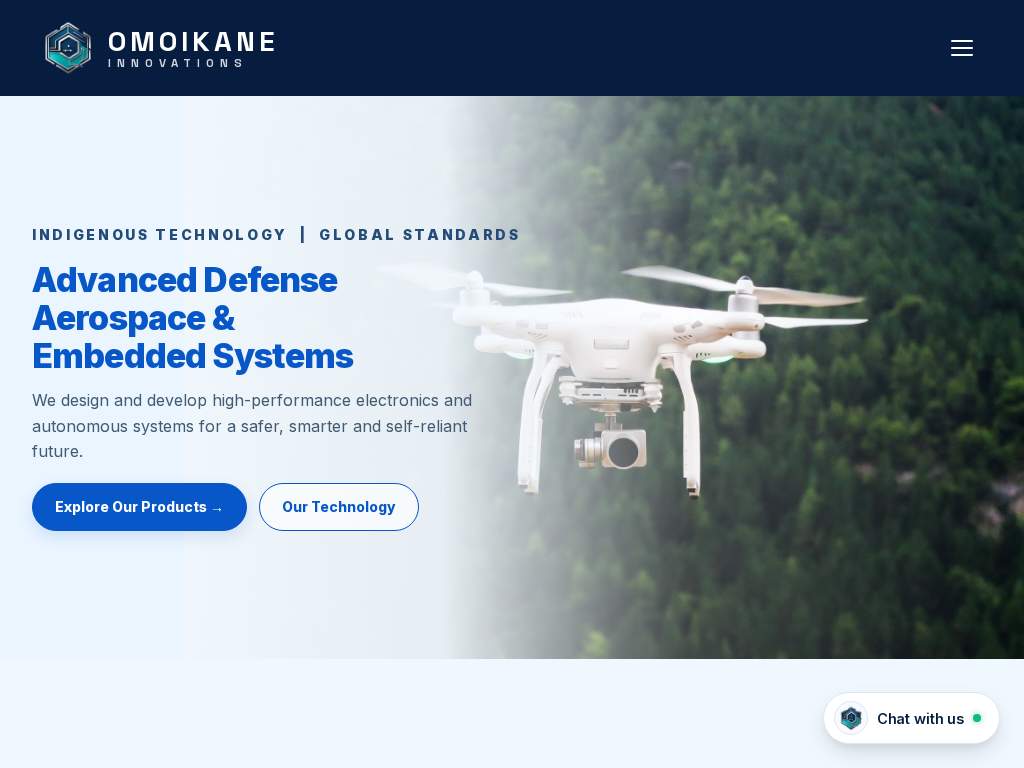 OMOIKANE
INNOVATIONS
INDIGENOUS TECHNOLOGY | GLOBAL STANDARDS
Advanced Defense
Aerospace &
Embedded Systems
We design and develop high-performance electronics and
autonomous systems for a safer, smarter and self-reliant
future.
Explore Our Products →
Our Technology
Chat with us